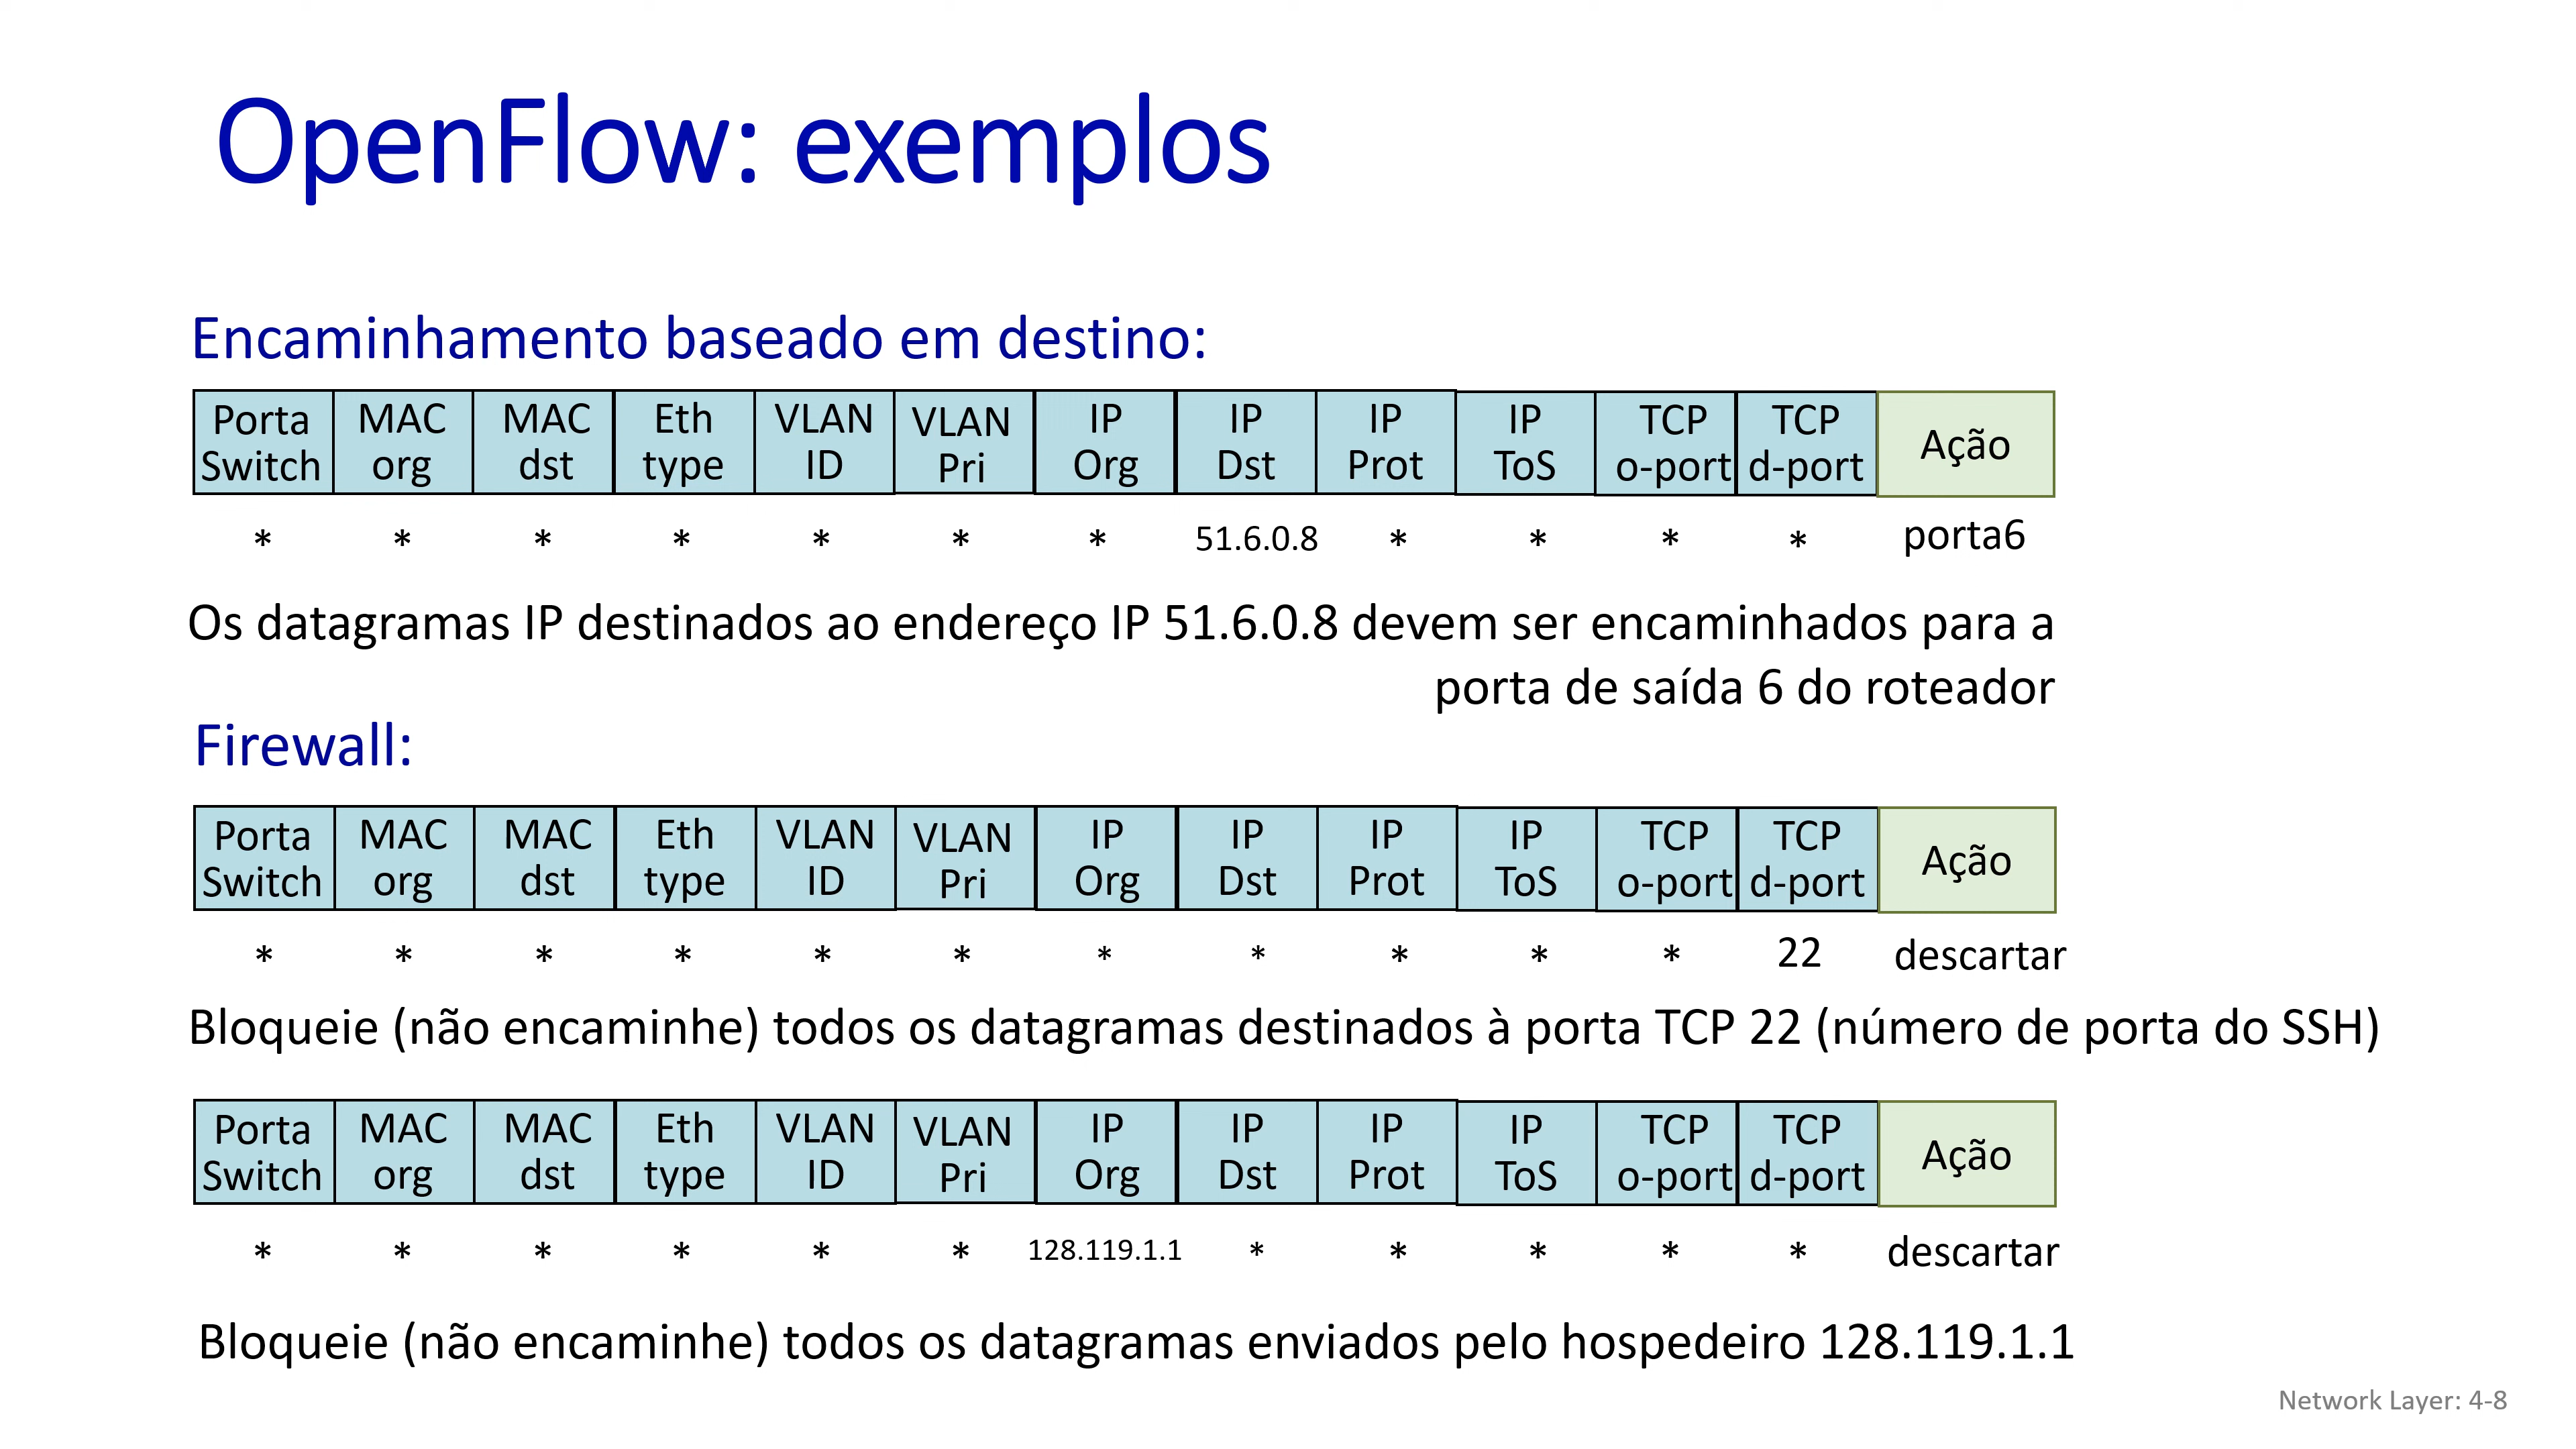 OpenFlow: exemplos
Encaminhamento baseado em destino:
Porta Switch MAC org MAC dst Eth type VLAN ID VLAN Pri IP Org IP Dst IP Prot IP ToS TCP o-port TCP d-port Ação
* * * * * * * 51.6.0.8 * * * * porta6
Os datagramas IP destinados ao endereço IP 51.6.0.8 devem ser encaminhados para a
porta de saída 6 do roteador
Firewall:
Porta Switch MAC org MAC dst Eth type VLAN ID VLAN Pri IP Org IP Dst IP Prot IP ToS TCP o-port TCP d-port Ação
* * * * * * * * * * * 22 descartar
Bloqueie (não encaminhe) todos os datagramas destinados à porta TCP 22 (número de porta do SSH)
Porta Switch MAC org MAC dst Eth type VLAN ID VLAN Pri IP Org IP Dst IP Prot IP ToS TCP o-port TCP d-port Ação
* * * * * * 128.119.1.1 * * * * * descartar
Bloqueie (não encaminhe) todos os datagramas enviados pelo hospedeiro 128.119.1.1
Network Layer: 4-8